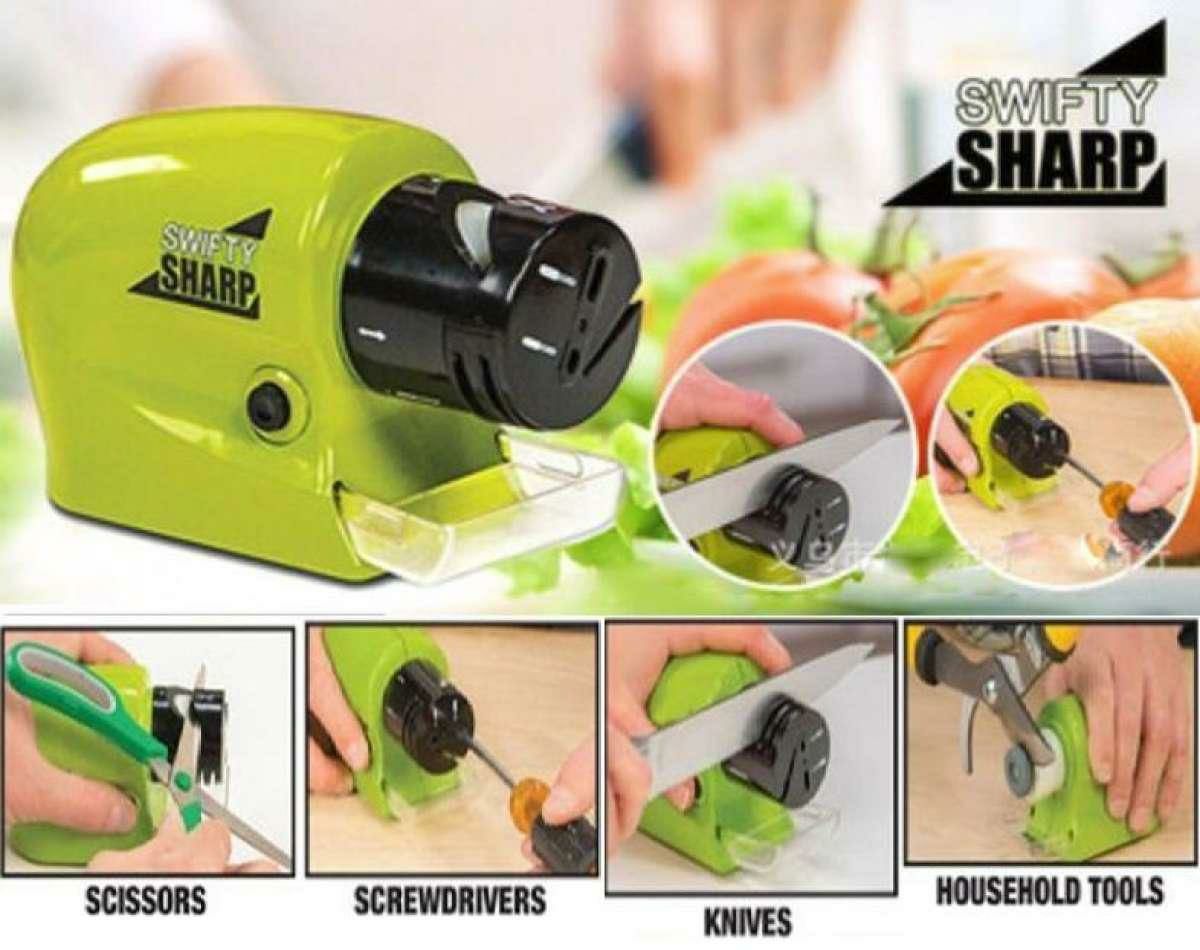 SWIFTY
SHARP
SWIFTY
SHARP
SCISSORS
SCREWDRIVERS
KNIVES
HOUSEHOLD TOOLS